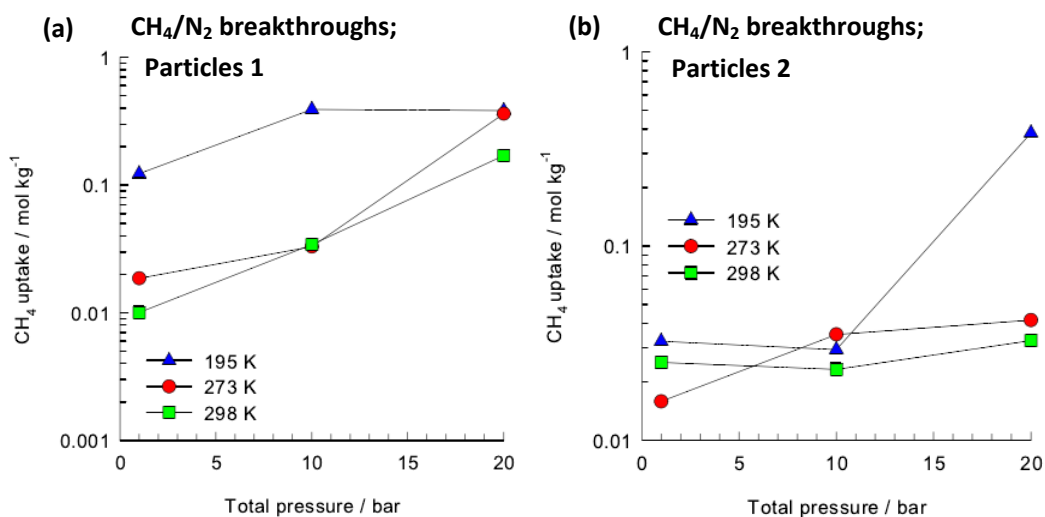 (a) CH₄/N₂ breakthroughs;
Particles 1
1
0.1
0.01
0.001
CH₄ uptake / mol kg⁻¹
195 K
273 K
298 K
0 10 15 20
Total pressure / bar
(b) CH₄/N₂ breakthroughs;
Particles 2
1
0.1
0.01
CH₄ uptake / mol kg⁻¹
195 K
273 K
298 K
0 5 10 15 20
Total pressure / bar